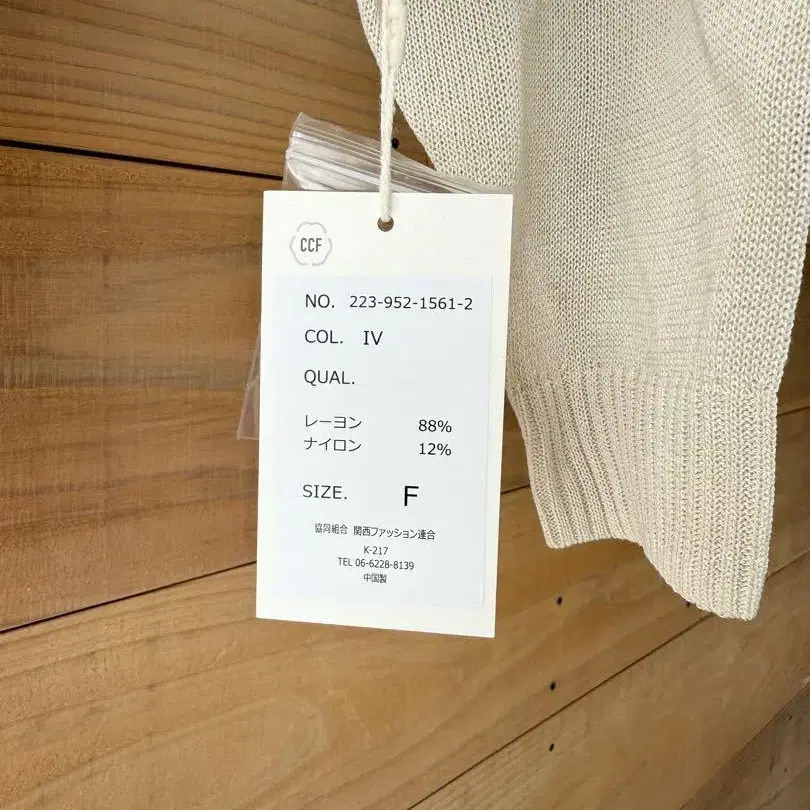 CCF
NO. 223-952-1561-2
COL. IV
QUAL.
レーヨン 88%
ナイロン 12%
SIZE. F
協同組合 関西ファッション連合
K-217
TEL 06-6228-8139
中国製